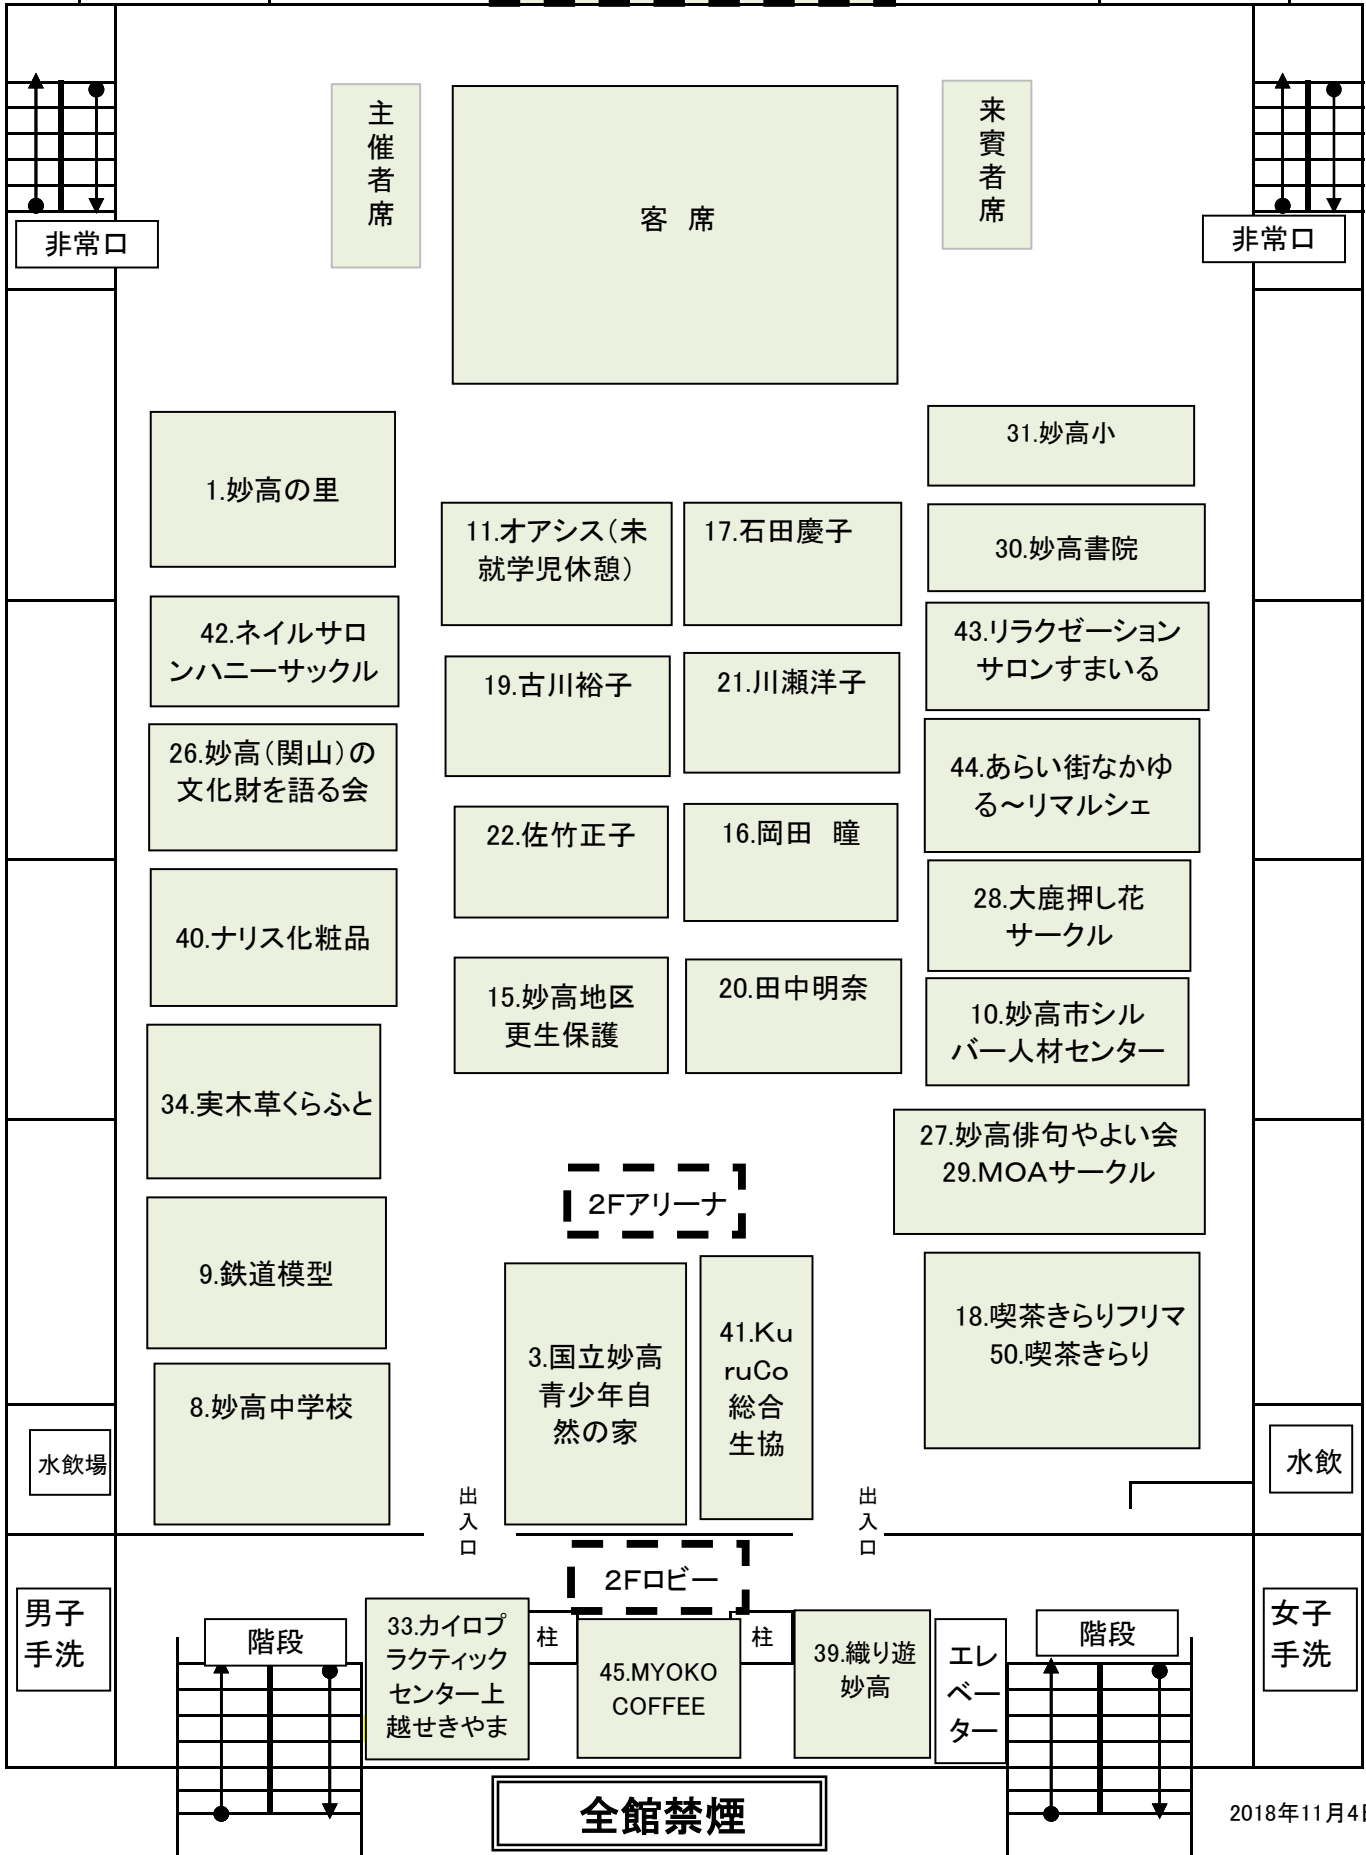 主催者席
客 席
来賓者席
非常口
非常口
1.妙高の里
31.妙高小
11.オアシス(未
就学児休憩)
17.石田慶子
30.妙高書院
42.ネイルサロ
ンハニーサックル
43.リラクゼーション
サロンすまいる
19.古川裕子
21.川瀬洋子
26.妙高(関山)の
文化財を語る会
44.あらい街なかゆ
る～リマルシェ
22.佐竹正子
16.岡田 瞳
40.ナリス化粧品
28.大鹿押し花
サークル
15.妙高地区
更生保護
20.田中明奈
10.妙高市シル
バー人材センター
34.実木草くらふと
27.妙高俳句やよい会
29.MOAサークル
2Fアリーナ
9.鉄道模型
3.国立妙高
青少年自
然の家
41.Ku
ruCo
総合
生協
18.喫茶きらりフリマ
50.喫茶きらり
8.妙高中学校
水飲場
水飲
出入口
出入口
2Fロビー
男子
手洗
階段
33.カイロプ
ラクティック
センター上
越せきやま
柱
45.MYOKO
COFFEE
柱
39.織り遊
妙高
エレ
ベー
ター
階段
女子
手洗
全館禁煙
2018年11月4日